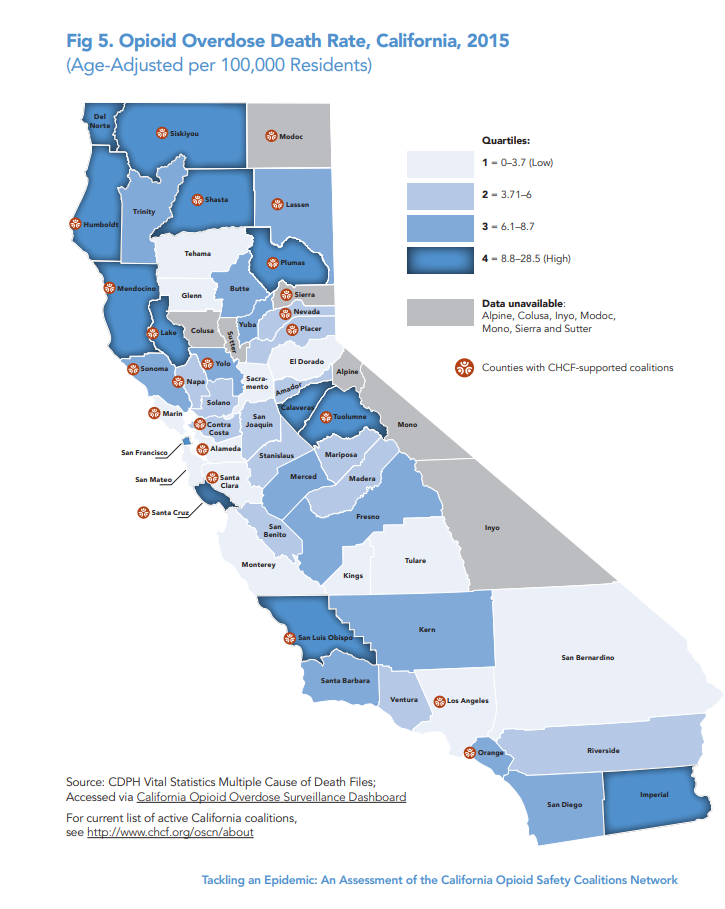 Fig 5. Opioid Overdose Death Rate, California, 2015
(Age-Adjusted per 100,000 Residents)
Del
Norte
Siskiyou
Modoc
Quartiles:
1 = 0–3.7 (Low)
2 = 3.71–6
3 = 6.1–8.7
4 = 8.8–28.5 (High)
Humboldt
Trinity
Shasta
Lassen
Tehama
Plumas
Mendocino
Glenn
Butte
Sierra
Data unavailable:
Alpine, Colusa, Inyo, Modoc,
Mono, Sierra and Sutter
Lake
Colusa
Sutter
Yuba
Nevada
Placer
Counties with CHCF-supported coalitions
Sonoma
Napa
Yolo
El Dorado
Alpine
Sacra-
mento
Amador
Solano
Calaveras
Marin
Contra
Costa
San
Joaquin
Tuolumne
Mono
San Francisco
Alameda
Stanislaus
Mariposa
San Mateo
Santa
Clara
Merced
Madera
Santa Cruz
Fresno
San
Benito
Inyo
Monterey
Kings
Tulare
San Luis Obispo
Kern
San Bernardino
Santa Barbara
Ventura
Los Angeles
Orange
Riverside
San Diego
Imperial
Source: CDPH Vital Statistics Multiple Cause of Death Files;
Accessed via California Opioid Overdose Surveillance Dashboard
For current list of active California coalitions,
see http://www.chcf.org/oscn/about
Tackling an Epidemic: An Assessment of the California Opioid Safety Coalitions Network